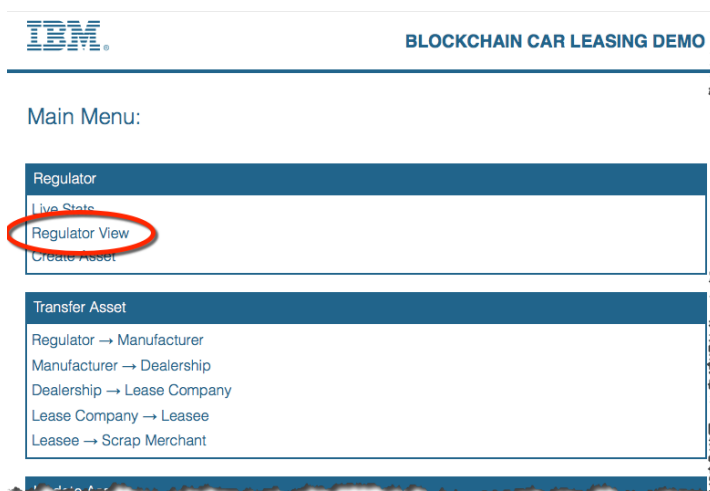 IBM®
BLOCKCHAIN CAR LEASING DEMO
Main Menu:
Regulator
Live Stats
Regulator View
Create Asset
Transfer Asset
Regulator → Manufacturer
Manufacturer → Dealership
Dealership → Lease Company
Lease Company → Leasee
Leasee → Scrap Merchant